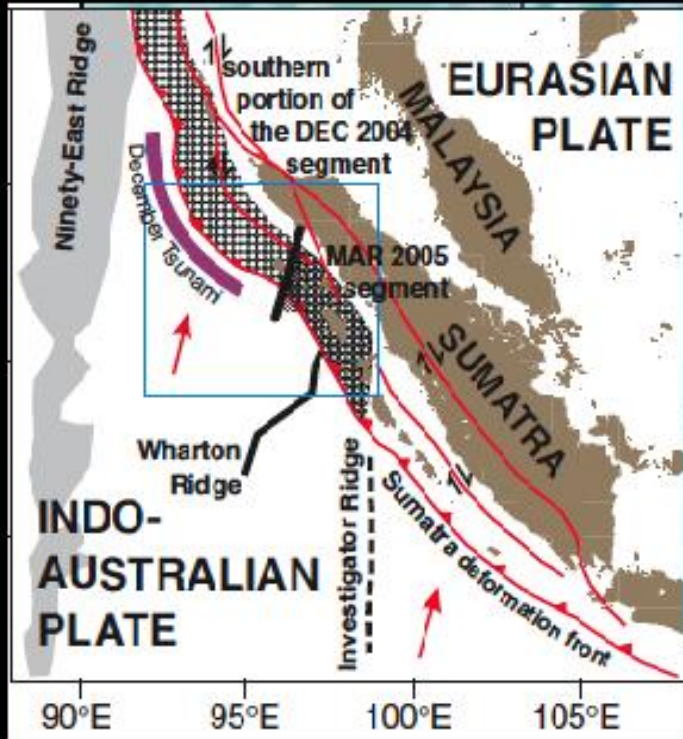 Ninety-East Ridge
southern
portion of
the DEC 2004
segment
EURASIAN
PLATE
MALAYSIA
December Tsunami
MAR 2005
segment
SUMATRA
Wharton
Ridge
INDO-
AUSTRALIAN
PLATE
Investigator Ridge
Sumatra deformation front
90°E
95°E
100°E
105°E